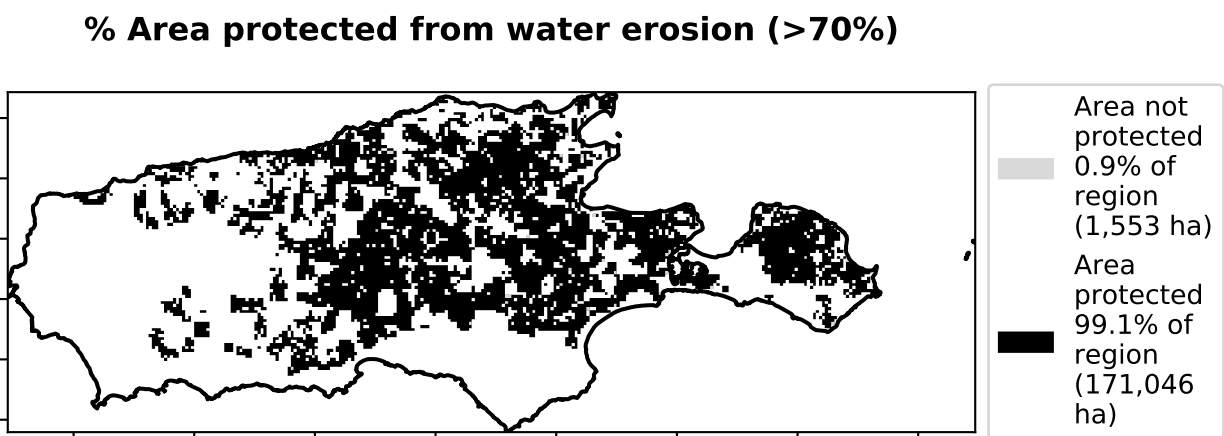 % Area protected from water erosion (>70%)
Area not
protected
0.9% of
region
(1,553 ha)
Area
protected
99.1% of
region
(171,046
ha)